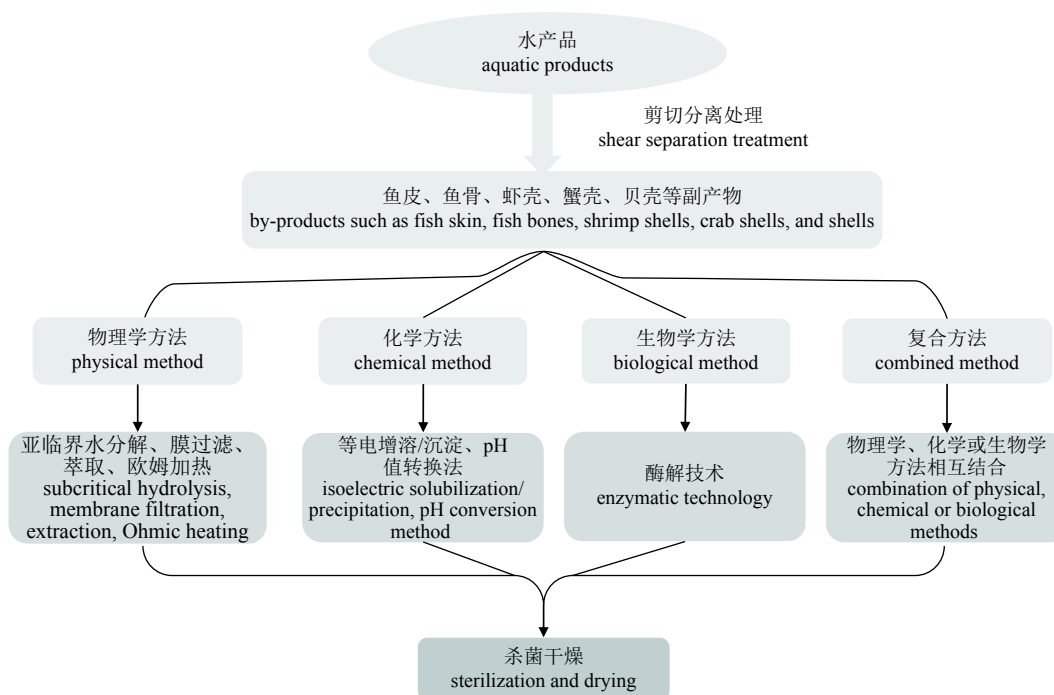 水产品
aquatic products
剪切分离处理
shear separation treatment
鱼皮、鱼骨、虾壳、蟹壳、贝壳等副产物
by-products such as fish skin, fish bones, shrimp shells, crab shells, and shells
物理学方法
physical method
化学方法
chemical method
生物学方法
biological method
复合方法
combined method
亚临界水分解、膜过滤、
萃取、欧姆加热
subcritical hydrolysis,
membrane filtration,
extraction, Ohmic heating
等电增溶/沉淀、pH
值转换法
isoelectric solubilization/
precipitation, pH conversion
method
酶解技术
enzymatic technology
物理学、化学或生物学
方法相互结合
combination of physical,
chemical or biological
methods
杀菌干燥
sterilization and drying